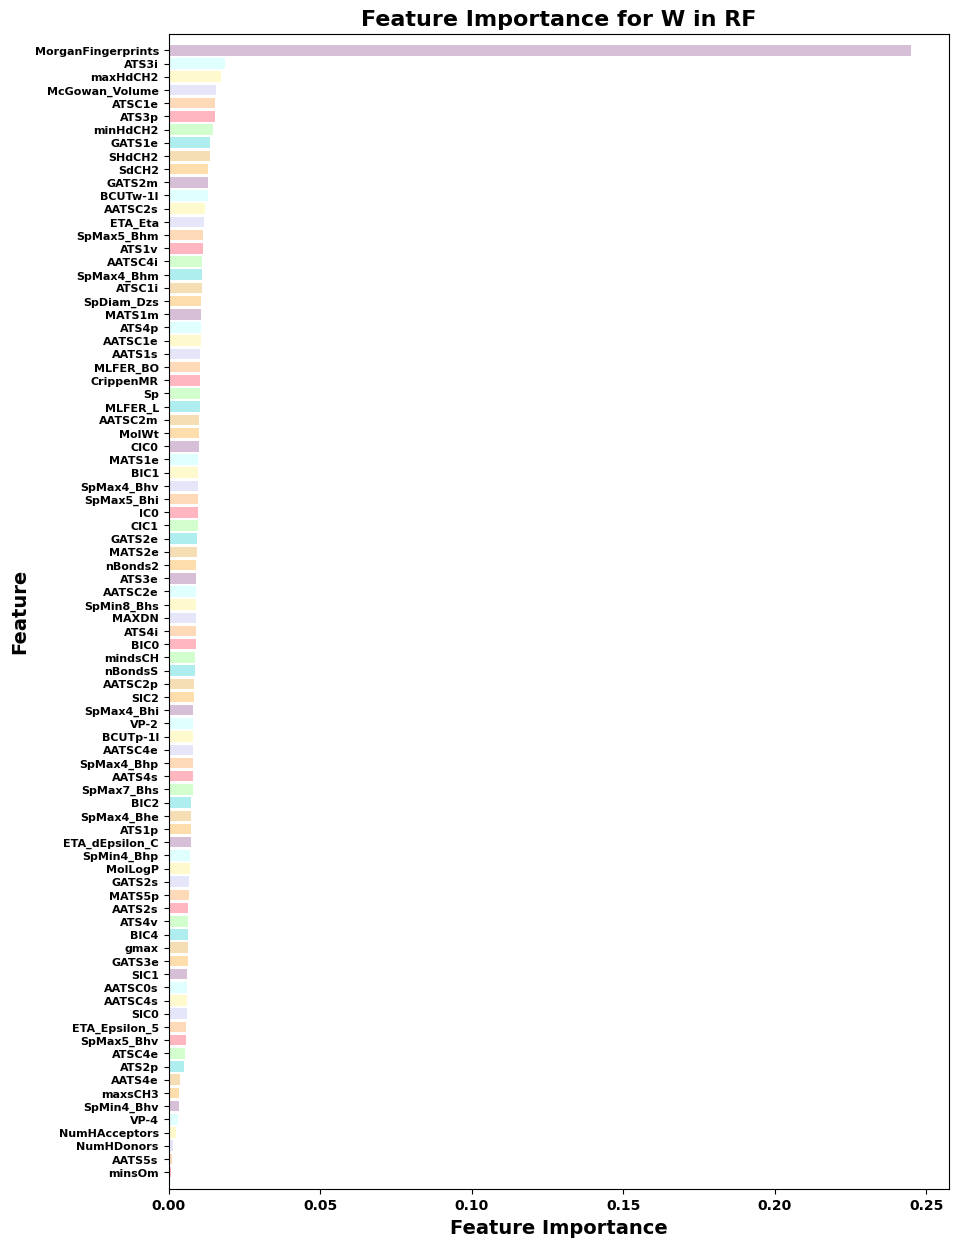 Feature Importance for W in RF
MorganFingerprints
ATS3i
maxHdCH2
McGowan_Volume
ATSC1e
ATS3p
minHdCH2
GATS1e
SHdCH2
SdCH2
GATS2m
BCUTw-1l
AATSC2s
ETA_Eta
SpMax5_Bhm
ATS1v
AATSC4i
SpMax4_Bhm
ATSC1i
SpDiam_Dzs
MATS1m
ATS4p
AATSC1e
AATS1s
MLFER_BO
CrippenMR
Sp
MLFER_L
AATSC2m
MolWt
CIC0
MATS1e
BIC1
SpMax4_Bhv
SpMax5_Bhi
IC0
CIC1
GATS2e
MATS2e
nBonds2
ATS3e
AATSC2e
SpMin8_Bhs
MAXDN
ATS4i
BIC0
mindsCH
nBondsS
AATSC2p
SIC2
SpMax4_Bhi
VP-2
BCUTp-1l
AATSC4e
SpMax4_Bhp
AATS4s
SpMax7_Bhs
BIC2
SpMax4_Bhe
ATS1p
ETA_dEpsilon_C
SpMin4_Bhp
MolLogP
GATS2s
MATS5p
AATS2s
ATS4v
BIC4
gmax
GATS3e
SIC1
AATSC0s
AATSC4s
SIC0
ETA_Epsilon_5
SpMax5_Bhv
ATSC4e
ATS2p
AATS4e
maxsCH3
SpMin4_Bhv
VP-4
NumHAcceptors
NumHDonors
AATS5s
minsOm
Feature
0.00 0.05 0.10 0.15 0.20 0.25
Feature Importance